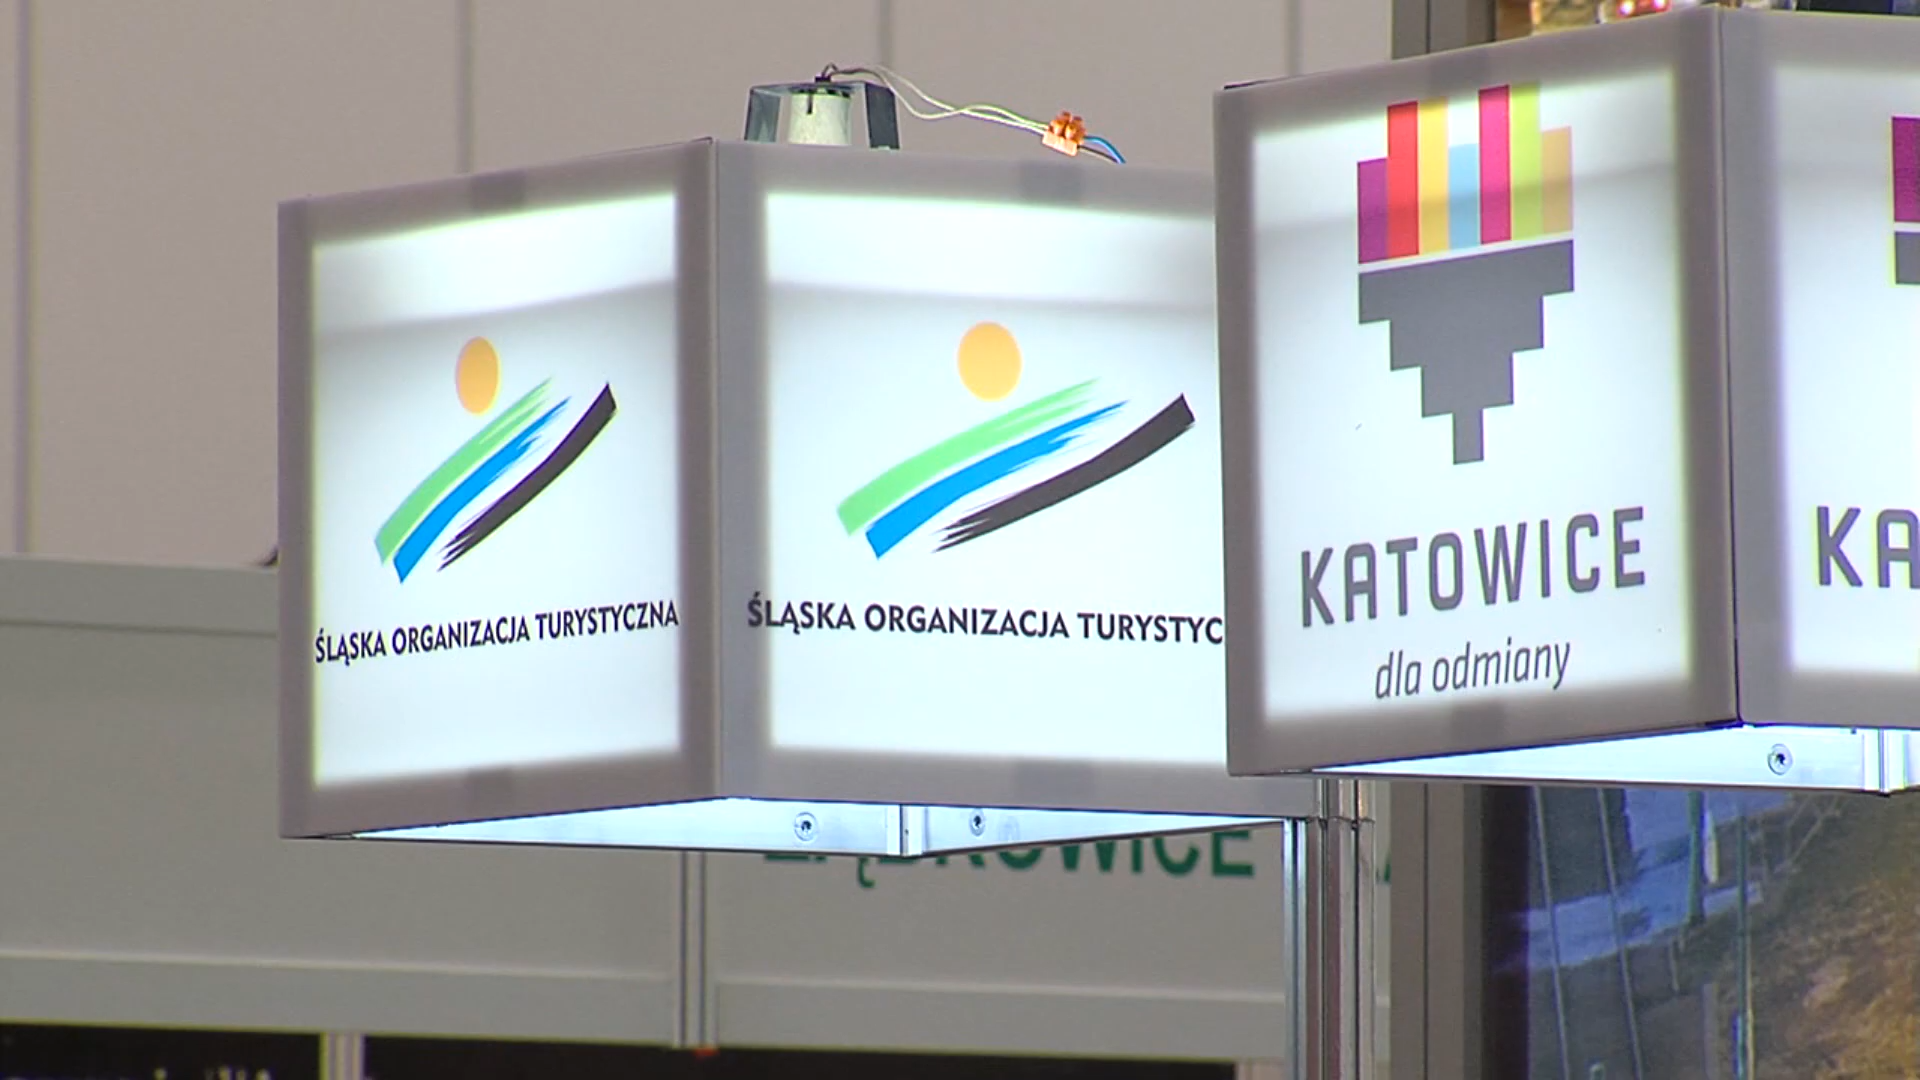 ŚLĄSKA ORGANIZACJA TURYSTYCZNA
ŚLĄSKA ORGANIZACJA TURYSTYC
KATOWICE
dla odmiany
KA